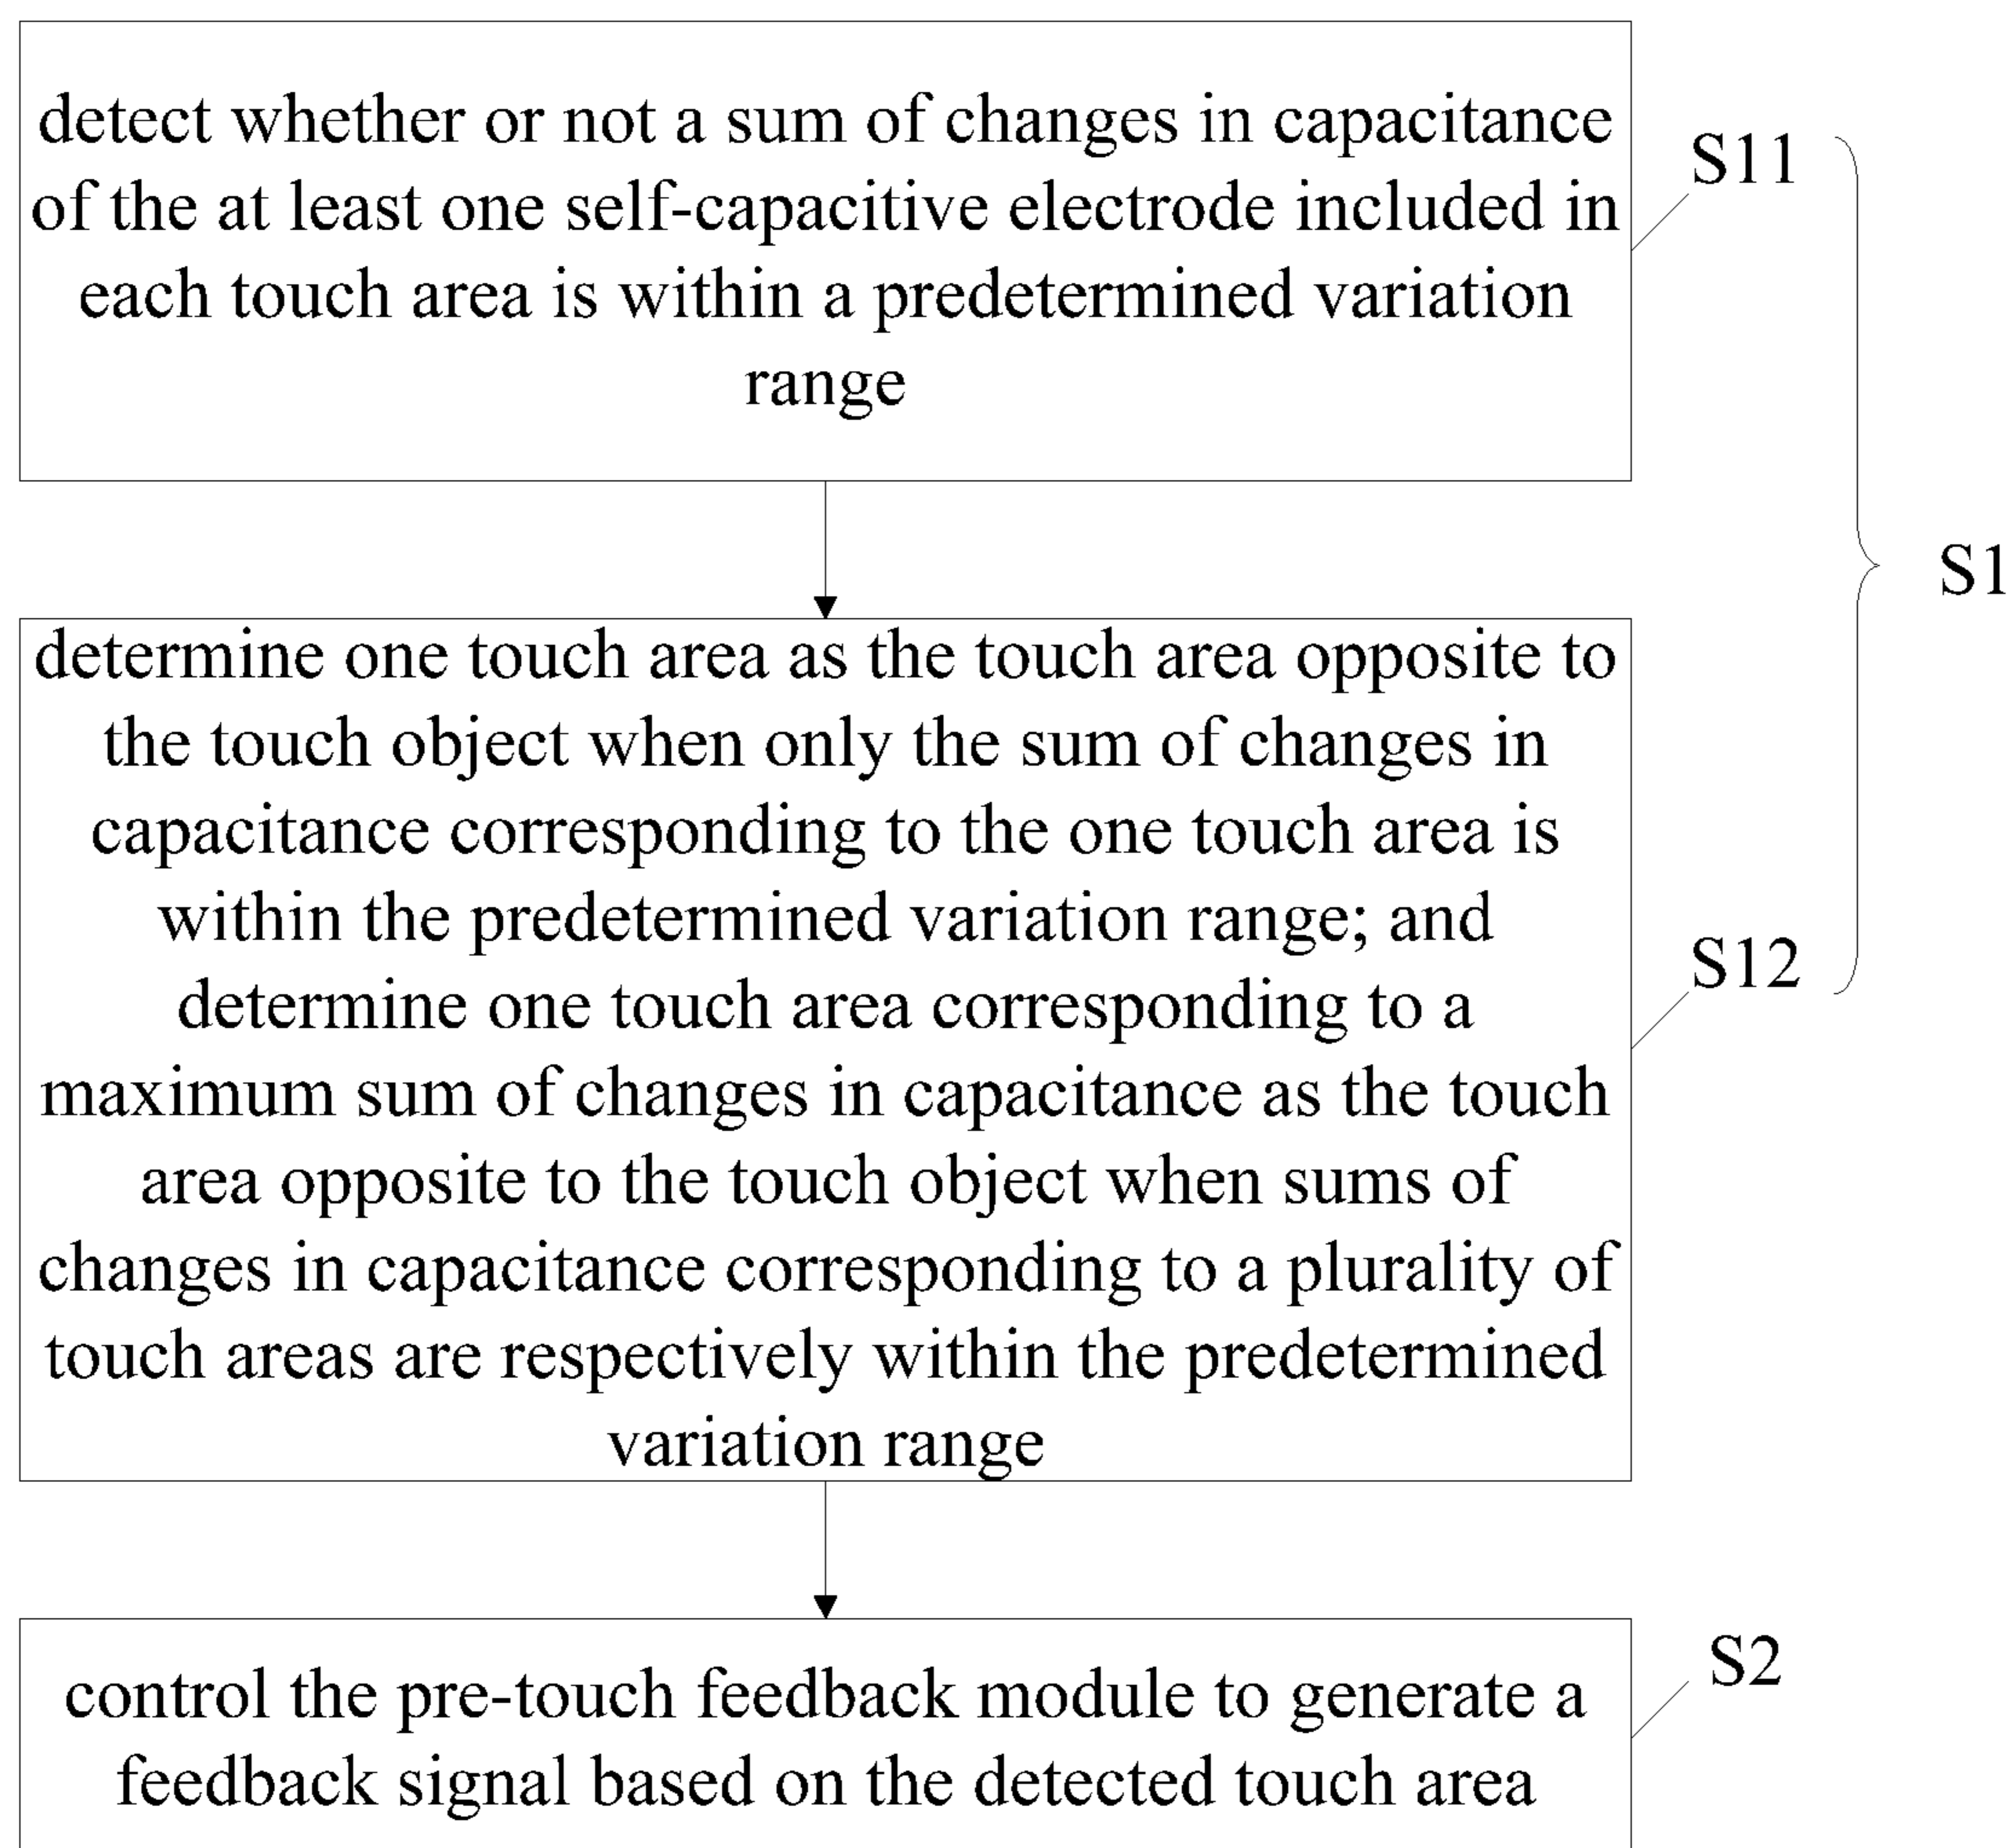 detect whether or not a sum of changes in capacitance
of the at least one self-capacitive electrode included in
each touch area is within a predetermined variation
range
S11
S1
determine one touch area as the touch area opposite to
the touch object when only the sum of changes in
capacitance corresponding to the one touch area is
within the predetermined variation range; and
determine one touch area corresponding to a
maximum sum of changes in capacitance as the touch
area opposite to the touch object when sums of
changes in capacitance corresponding to a plurality of
touch areas are respectively within the predetermined
variation range
S12
control the pre-touch feedback module to generate a
feedback signal based on the detected touch area
S2